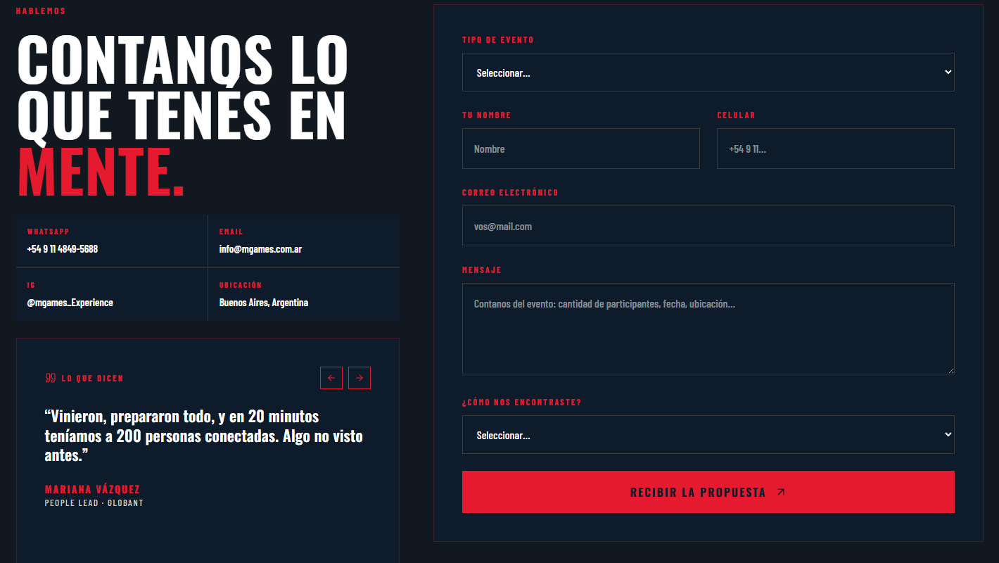 HABLEMOS
CONTANOS LO
QUE TENÉS EN
MENTE.
WHATSAPP
+54 9 11 4849-5688
EMAIL
info@mgames.com.ar
IG
@mgames_Experience
UBICACIÓN
Buenos Aires, Argentina
LO QUE DICEN
“Vinieron, prepararon todo, y en 20 minutos
teníamos a 200 personas conectadas. Algo no visto
antes.”
MARIANA VÁZQUEZ
PEOPLE LEAD · GLOBANT
TIPO DE EVENTO
Seleccionar...
TU NOMBRE
Nombre
CELULAR
+54 9 11...
CORREO ELECTRÓNICO
vos@mail.com
MENSAJE
Contanos del evento: cantidad de participantes, fecha, ubicación...
¿CÓMO NOS ENCONTRASTE?
Seleccionar...
RECIBIR LA PROPUESTA